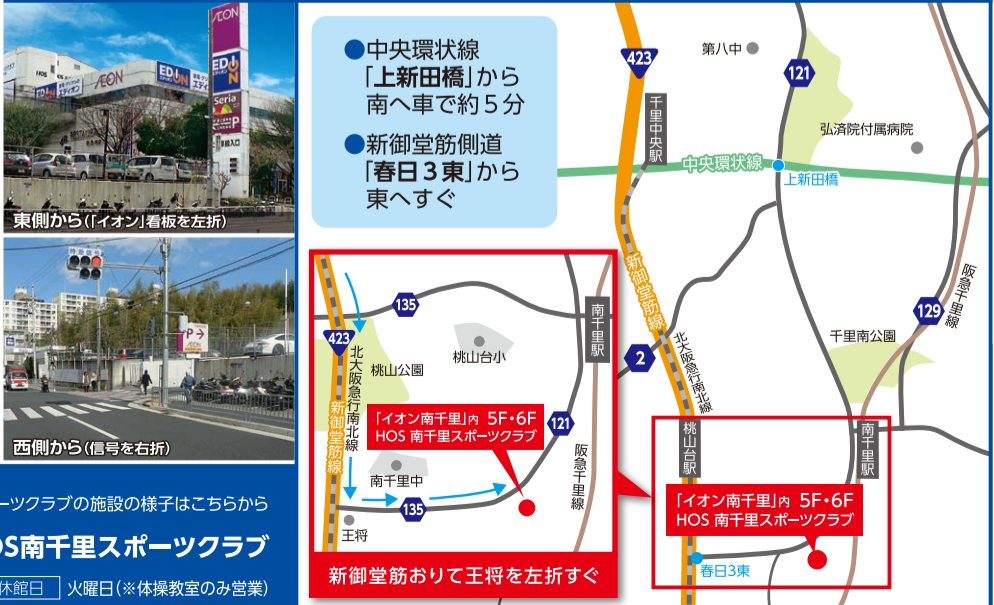 AEON
AEON
EDION
エディオン
EDION
Seria
P
HOS
東側から(「イオン」看板を左折)
P→
AEON
西側から(信号を右折)
ーツクラブの施設の様子はこちらから
OS南千里スポーツクラブ
休館日 火曜日(※体操教室のみ営業)
●中央環状線
「上新田橋」から
南へ車で約5分
●新御堂筋側道
「春日3東」から
東へすぐ
423
第八中
121
千里中央駅
弘済院付属病院
中央環状線
上新田橋
新御堂筋線
北大阪急行南北線
2
阪急千里線
129
千里南公園
桃山台駅
南千里駅
「イオン南千里」内 5F・6F
HOS 南千里スポーツクラブ
春日3東
135
423
南千里駅
桃山台小
桃山公園
北大阪急行南北線
新御堂筋線
「イオン南千里」内 5F・6F
HOS 南千里スポーツクラブ
121
阪急千里線
南千里中
135
王将
新御堂筋おりて王将を左折すぐ